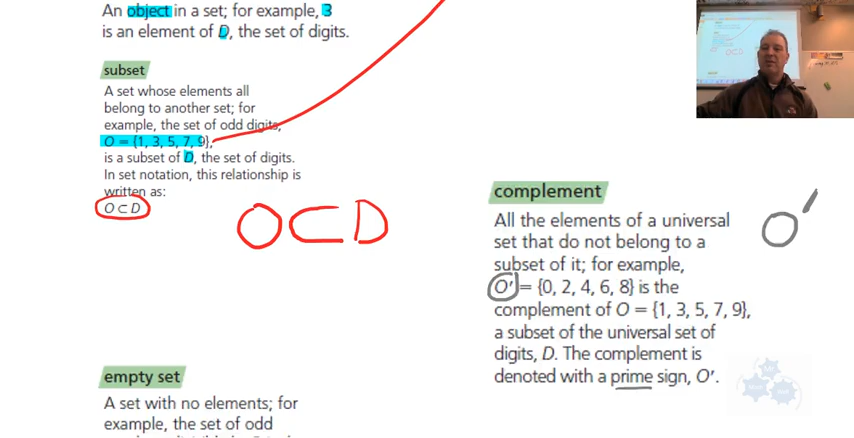 An object in a set; for example, 3
is an element of D, the set of digits.
subset
A set whose elements all
belong to another set; for
example, the set of odd digits,
O = {1, 3, 5, 7, 9},
is a subset of D, the set of digits.
In set notation, this relationship is
written as:
O ⊂ D
O ⊂ D
empty set
A set with no elements; for
example, the set of odd
complement
All the elements of a universal
set that do not belong to a
subset of it; for example,
O′ = {0, 2, 4, 6, 8} is the
complement of O = {1, 3, 5, 7, 9},
a subset of the universal set of
digits, D. The complement is
denoted with a prime sign, O′.
O′